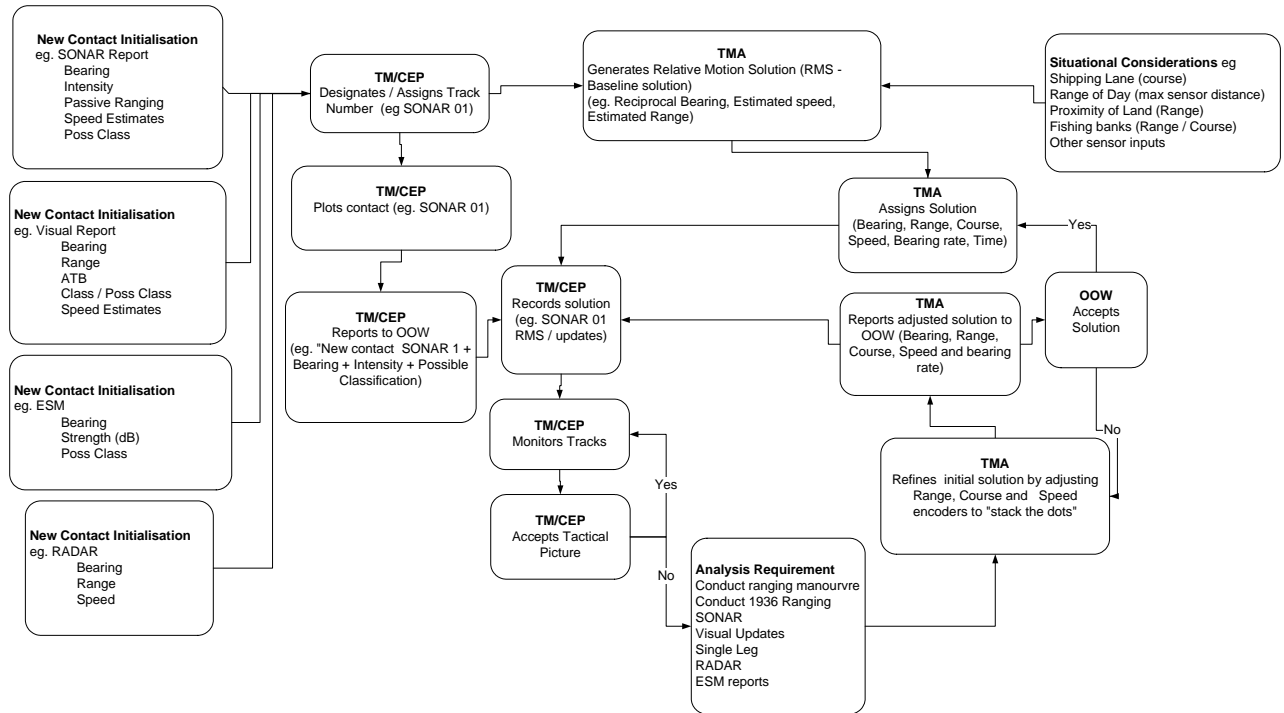 New Contact Initialisation
eg. SONAR Report
Bearing
Intensity
Passive Ranging
Speed Estimates
Poss Class
New Contact Initialisation
eg. Visual Report
Bearing
Range
ATB
Class / Poss Class
Speed Estimates
New Contact Initialisation
eg. ESM
Bearing
Strength (dB)
Poss Class
New Contact Initialisation
eg. RADAR
Bearing
Range
Speed
TM/CEP
Designates / Assigns Track
Number (eg SONAR 01)
TM/CEP
Plots contact (eg. SONAR 01)
TM/CEP
Reports to OOW
(eg. "New contact SONAR 1 +
Bearing + Intensity + Possible
Classification)
TMA
Generates Relative Motion Solution (RMS -
Baseline solution)
(eg. Reciprocal Bearing, Estimated speed,
Estimated Range)
Situational Considerations eg
Shipping Lane (course)
Range of Day (max sensor distance)
Proximity of Land (Range)
Fishing banks (Range / Course)
Other sensor inputs
TMA
Assigns Solution
(Bearing, Range, Course,
Speed, Bearing rate, Time)
Yes
OOW
Accepts
Solution
No
TM/CEP
Records solution
(eg. SONAR 01
RMS / updates)
TMA
Reports adjusted solution to
OOW (Bearing, Range,
Course, Speed and bearing
rate)
TM/CEP
Monitors Tracks
Yes
TM/CEP
Accepts Tactical
Picture
No
TMA
Refines initial solution by adjusting
Range, Course and Speed
encoders to "stack the dots"
Analysis Requirement
Conduct ranging manourvre
Conduct 1936 Ranging
SONAR
Visual Updates
Single Leg
RADAR
ESM reports